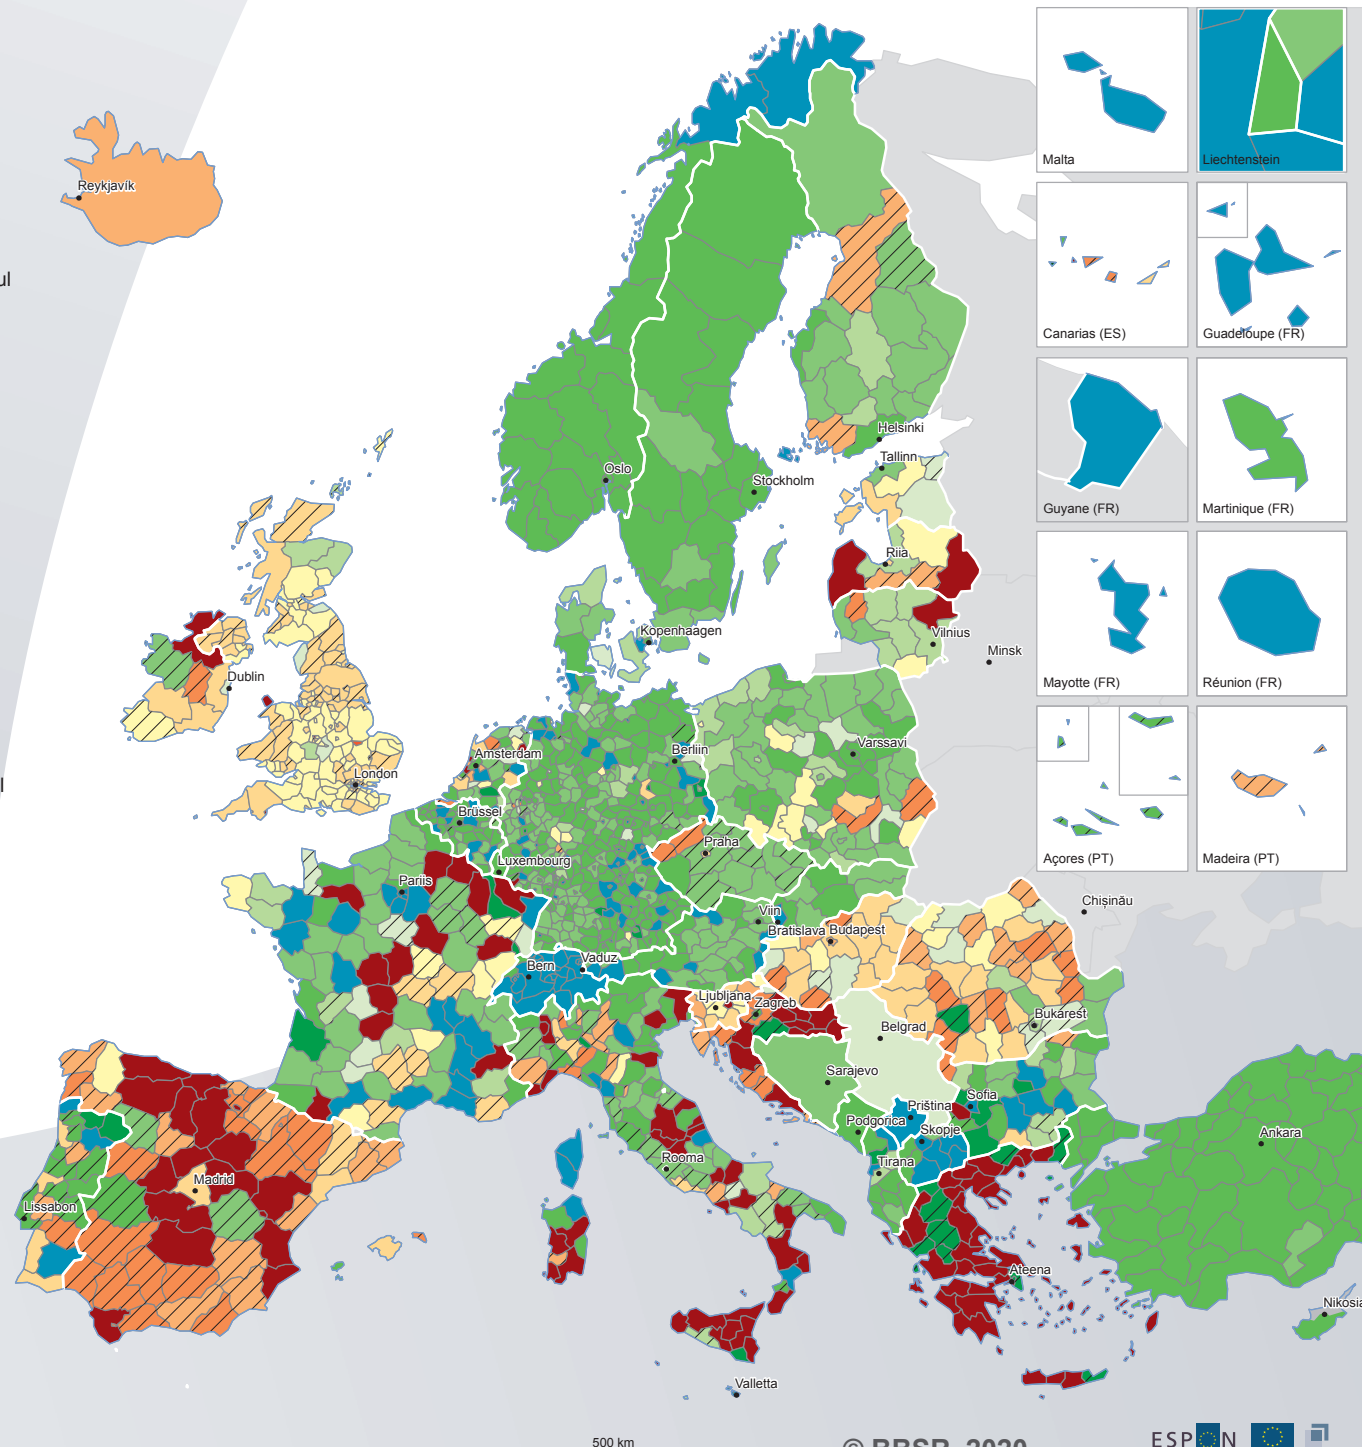 Malta
Liechtenstein
Reykjavík
Canarias (ES)
Guadeloupe (FR)
Guyane (FR)
Martinique (FR)
Helsinki
Tallinn
Oslo
Stockholm
Riia
Kopenhaagen
Vilnius
Minsk
Mayotte (FR)
Réunion (FR)
Dublin
Amsterdam
Berliin
Varssavi
London
Brüssel
Praha
Luxembourg
Açores (PT)
Madeira (PT)
Pariis
Viin
Bratislava
Budapest
Chișinău
Bern
Vaduz
Ljubljana
Zagreb
Belgrad
Bukarest
Sarajevo
Sofia
Priština
Podgorica
Skopje
Ankara
Rooma
Tirana
Madrid
Lissabon
Ateena
Nikosia
Valletta
500 km
© BBSR, 2020
ESPON